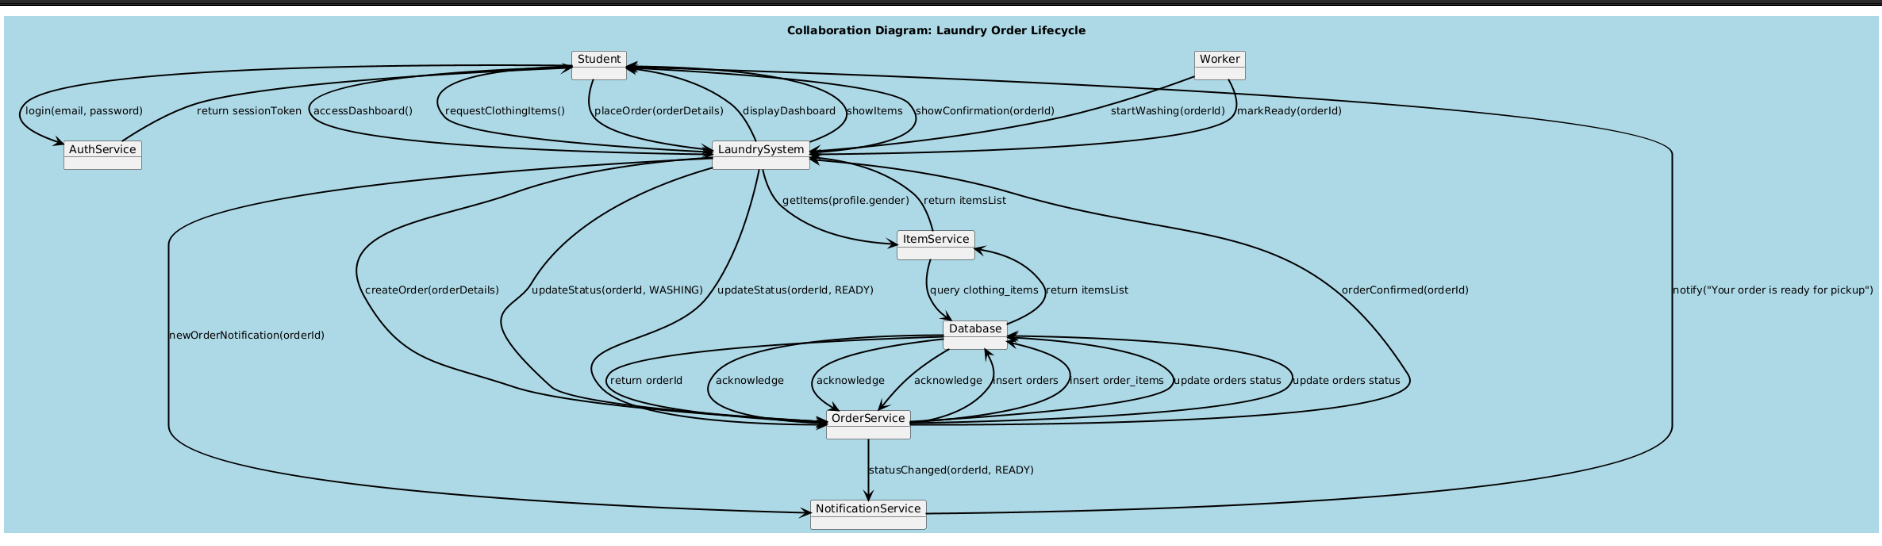 Collaboration Diagram: Laundry Order Lifecycle
Student
Worker
login(email, password)
return sessionToken
accessDashboard()
requestClothingItems()
placeOrder(orderDetails)
displayDashboard
showItems
showConfirmation(orderId)
startWashing(orderId)
markReady(orderId)
AuthService
LaundrySystem
getItems(profile.gender)
return itemsList
ItemService
createOrder(orderDetails)
updateStatus(orderId, WASHING)
updateStatus(orderId, READY)
query clothing_items
return itemsList
orderConfirmed(orderId)
notify("Your order is ready for pickup")
newOrderNotification(orderId)
Database
return orderId
acknowledge
acknowledge
acknowledge
insert orders
insert order_items
update orders status
update orders status
OrderService
statusChanged(orderId, READY)
NotificationService